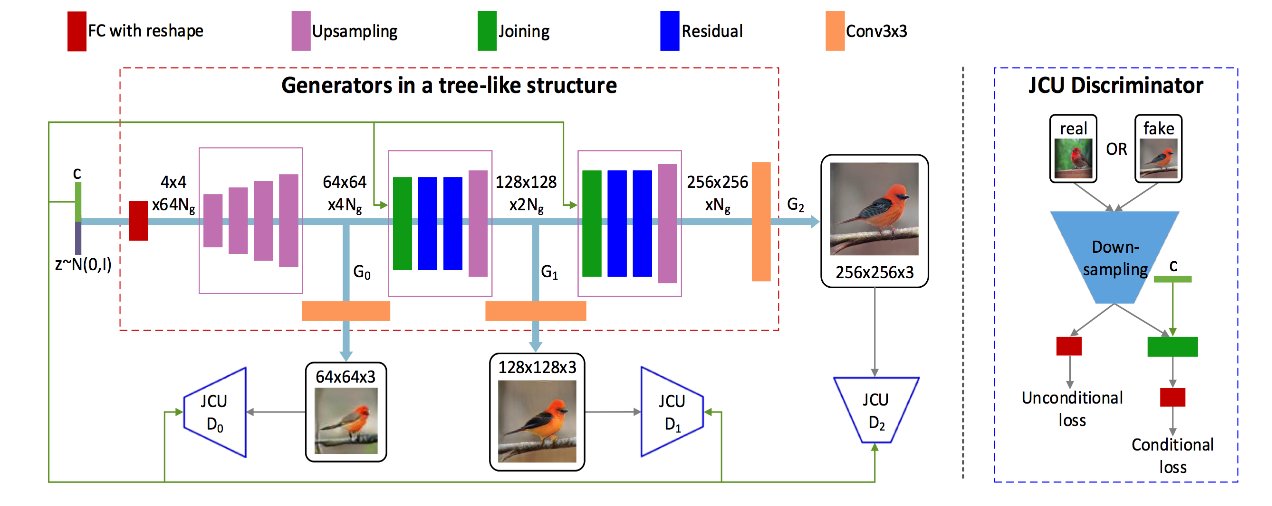 FC with reshape
Upsampling
Joining
Residual
Conv3x3
Generators in a tree-like structure
c
z~N(0,I)
4x4
x64Ng
64x64
x4Ng
128x128
x2Ng
256x256
xNg
G0
G1
G2
256x256x3
64x64x3
128x128x3
JCU
D0
JCU
D1
JCU
D2
JCU Discriminator
real
OR
fake
Down-
sampling
c
Unconditional
loss
Conditional
loss